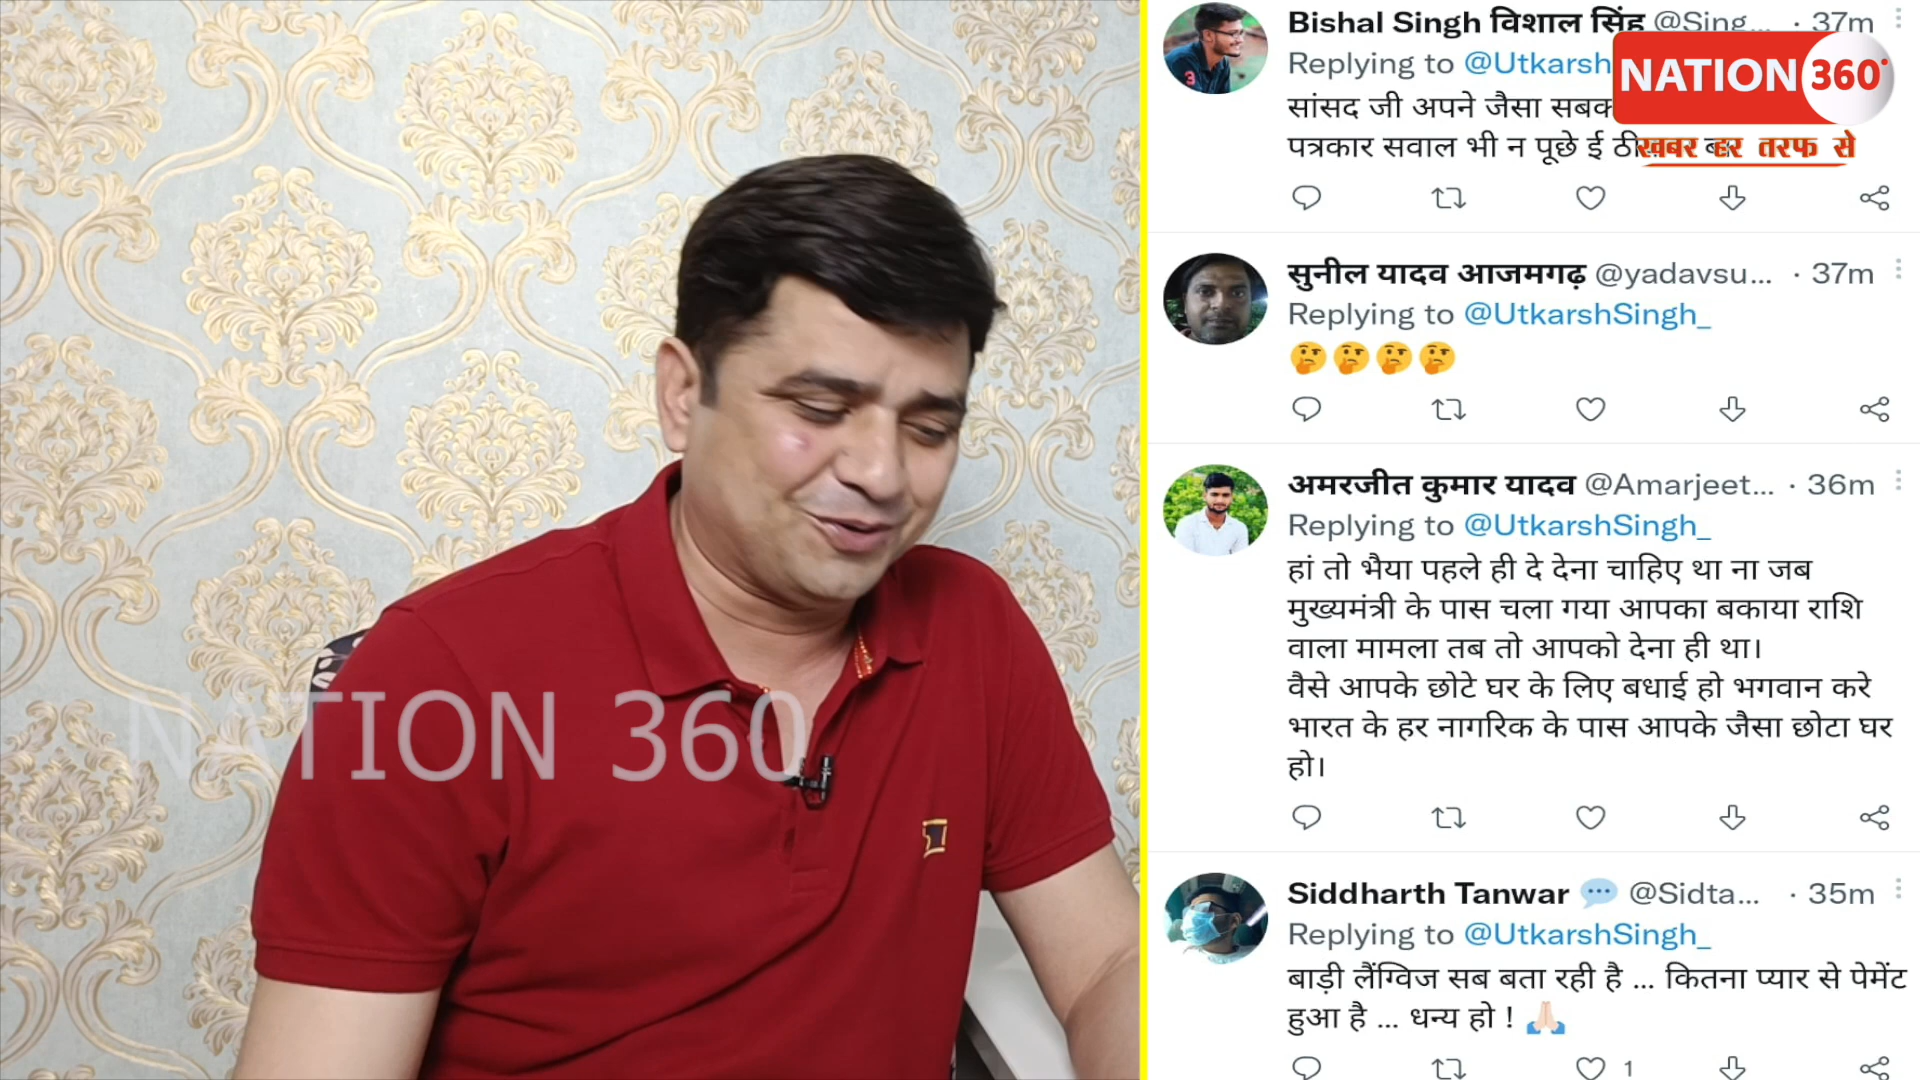 Bishal Singh विशाल सिंह @Sing... · 37m
Replying to @Utkarsh
सांसद जी अपने जैसा
पत्रकार सवाल भी न पूछे ई
NATION 360°
खबर हर तरफ से
सुनील यादव आजमगढ़ @yadavsu... · 37m
Replying to @UtkarshSingh_
🤔🤔🤔🤔
अमरजीत कुमार यादव @Amarjeet... · 36m
Replying to @UtkarshSingh_
हां तो भैया पहले ही दे देना चाहिए था ना जब
मुख्यमंत्री के पास चला गया आपका बकाया राशि
वाला मामला तब तो आपको देना ही था।
वैसे आपके छोटे घर के लिए बधाई हो भगवान करे
भारत के हर नागरिक के पास आपके जैसा छोटा घर
हो।
Siddharth Tanwar 💬 @Sidta... · 35m
Replying to @UtkarshSingh_
बाड़ी लैंग्विज सब बता रही है ... कितना प्यार से पेमेंट
हुआ है ... धन्य हो ! 🙏🏻
1
NATION 360